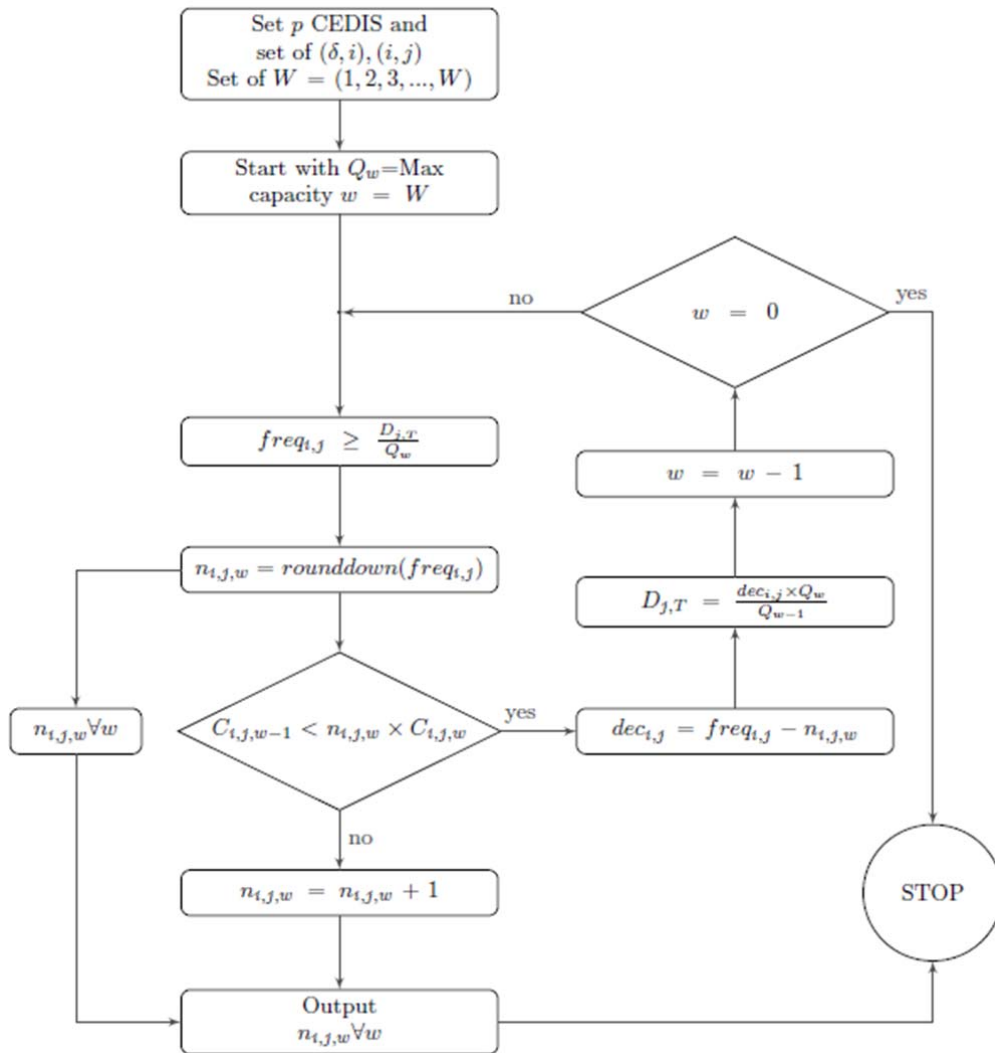 Set p CEDIS and
set of (δ, i), (i, j)
Set of W = (1, 2, 3, ..., W)
Start with Q_w=Max
capacity w = W
no
yes
w = 0
freq_{i,j} ≥ \frac{D_{j,T}}{Q_w}
w = w − 1
n_{i,j,w} = rounddown(freq_{i,j})
D_{j,T} = \frac{dec_{i,j} × Q_w}{Q_{w−1}}
n_{i,j,w} ∀w
C_{i,j,w−1} < n_{i,j,w} × C_{i,j,w}
yes
dec_{i,j} = freq_{i,j} − n_{i,j,w}
no
n_{i,j,w} = n_{i,j,w} + 1
STOP
Output
n_{i,j,w} ∀w